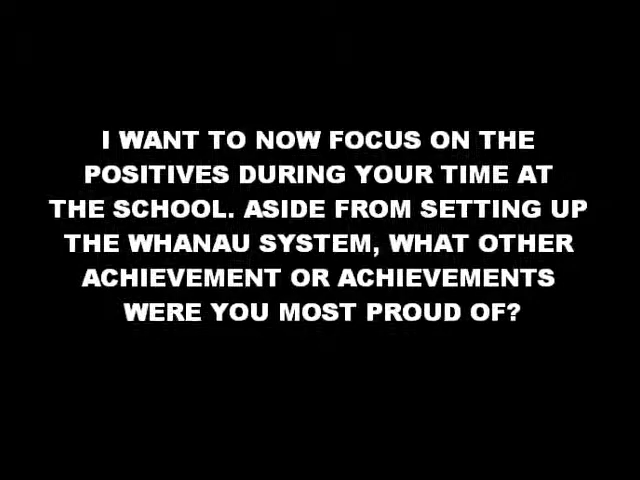 I WANT TO NOW FOCUS ON THE
POSITIVES DURING YOUR TIME AT
THE SCHOOL. ASIDE FROM SETTING UP
THE WHANAU SYSTEM, WHAT OTHER
ACHIEVEMENT OR ACHIEVEMENTS
WERE YOU MOST PROUD OF?